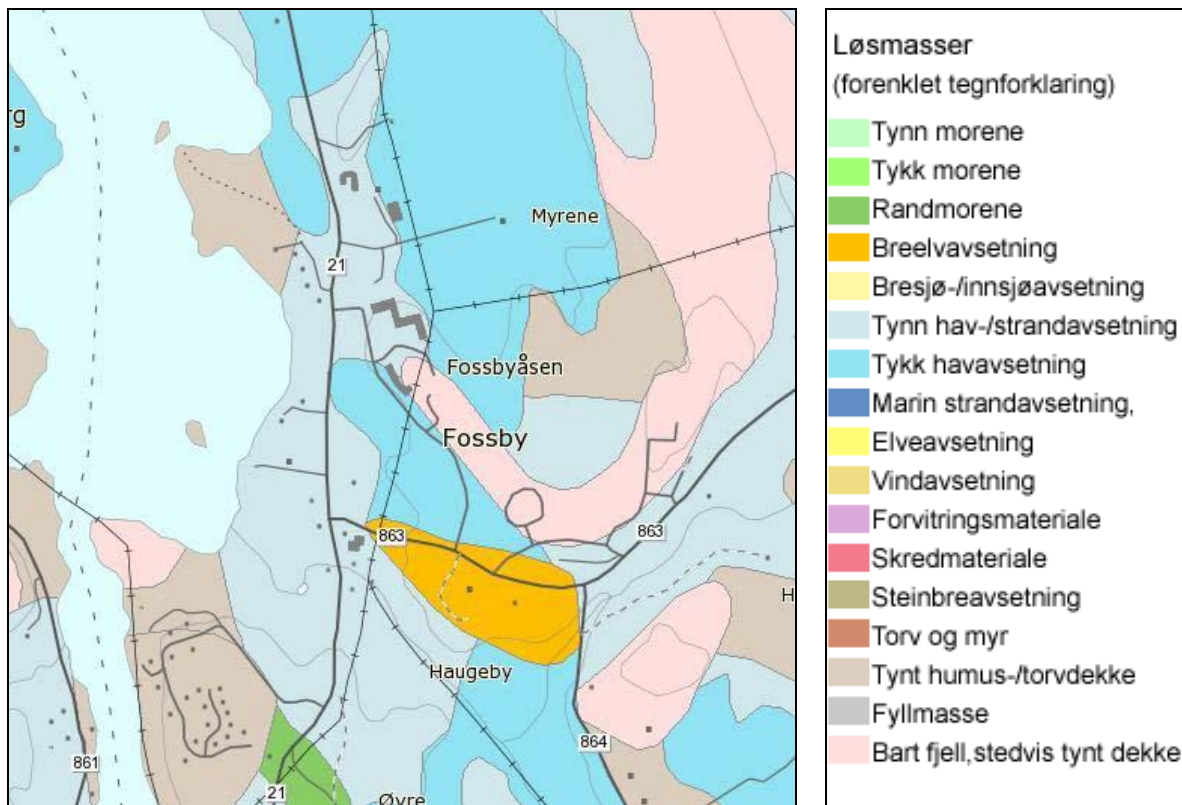 rg
Myrene
21
Fossbyåsen
Fossby
863
863
H
Haugeby
861
864
21
Øvre
Løsmasser
(forenklet tegnforklaring)
Tynn morene
Tykk morene
Randmorene
Breelvavsetning
Bresjø-/innsjøavsetning
Tynn hav-/strandavsetning
Tykk havavsetning
Marin strandavsetning,
Elveavsetning
Vindavsetning
Forvitringsmateriale
Skredmateriale
Steinbreavsetning
Torv og myr
Tynt humus-/torvdekke
Fyllmasse
Bart fjell,stedvis tynt dekke